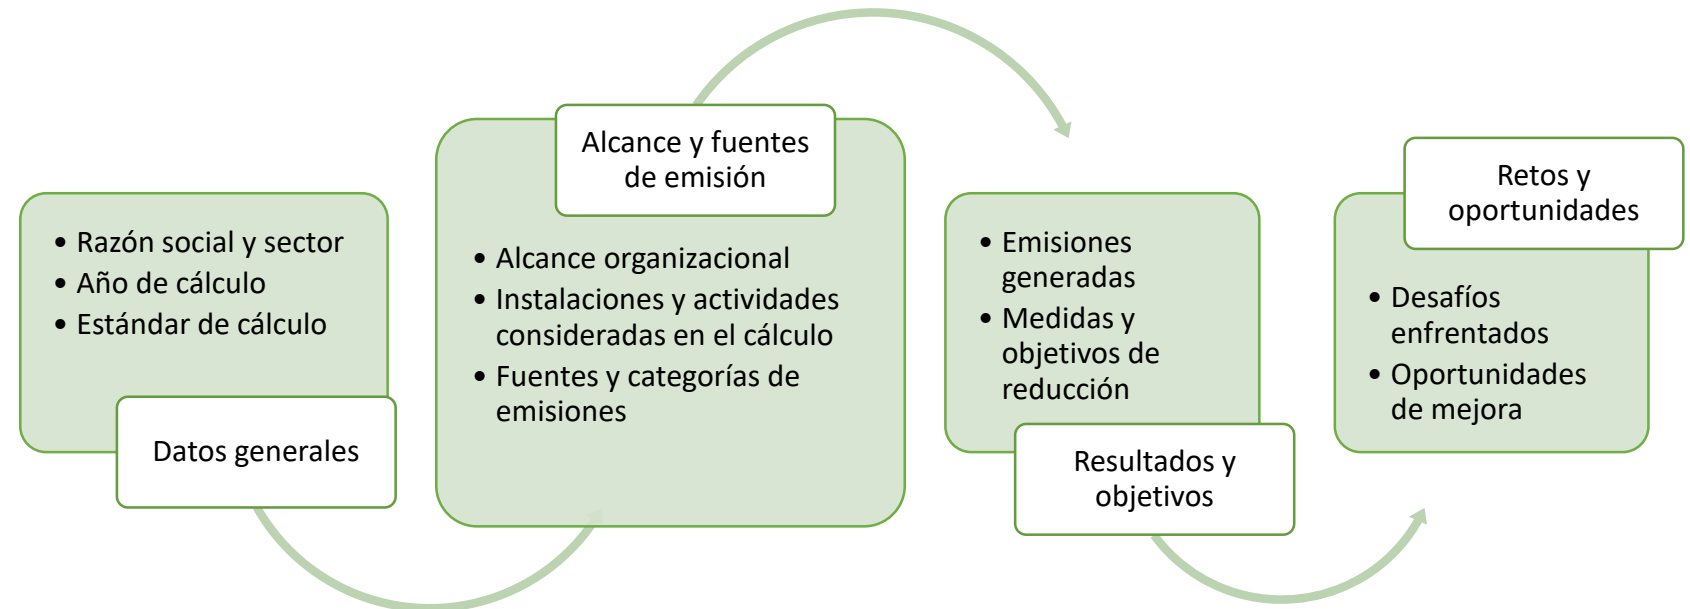 • Razón social y sector
• Año de cálculo
• Estándar de cálculo
Datos generales
Alcance y fuentes
de emisión
• Alcance organizacional
• Instalaciones y actividades
consideradas en el cálculo
• Fuentes y categorías de
emisiones
• Emisiones
generadas
• Medidas y
objetivos de
reducción
Resultados y
objetivos
Retos y
oportunidades
• Desafíos
enfrentados
• Oportunidades
de mejora